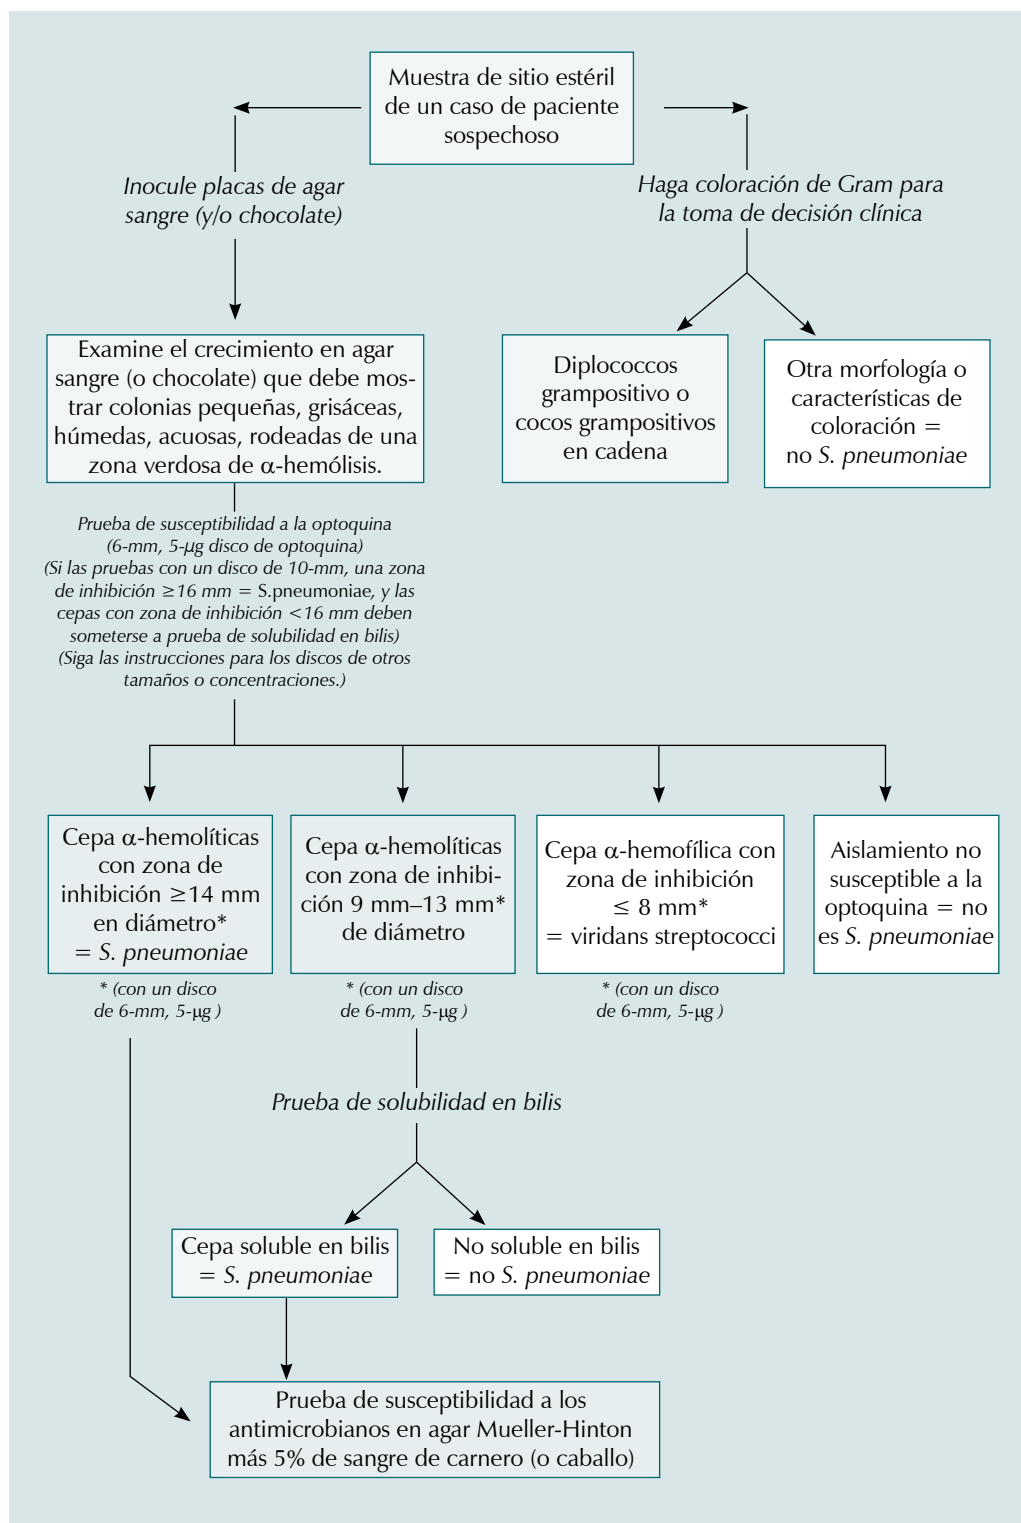 Muestra de sitio estéril
de un caso de paciente
sospechoso
Inocule placas de agar
sangre (y/o chocolate)
Haga coloración de Gram para
la toma de decisión clínica
Examine el crecimiento en agar
sangre (o chocolate) que debe mos-
trar colonias pequeñas, grisáceas,
húmedas, acuosas, rodeadas de una
zona verdosa de α-hemólisis.
Diplococcos
grampositivo o
cocos grampositivos
en cadena
Otra morfología o
características de
coloración =
no S. pneumoniae
Prueba de susceptibilidad a la optoquina
(6-mm, 5-µg disco de optoquina)
(Si las pruebas con un disco de 10-mm, una zona
de inhibición ≥16 mm = S.pneumoniae, y las
cepas con zona de inhibición <16 mm deben
someterse a prueba de solubilidad en bilis)
(Siga las instrucciones para los discos de otros
tamaños o concentraciones.)
Cepa α-hemolíticas
con zona de
inhibición ≥14 mm
en diámetro*
= S. pneumoniae
* (con un disco
de 6-mm, 5-µg )
Cepa α-hemolíticas
con zona de inhibi-
ción 9 mm–13 mm*
de diámetro
* (con un disco
de 6-mm, 5-µg )
Cepa α-hemofílica con
zona de inhibición
≤ 8 mm*
= viridans streptococci
* (con un disco
de 6-mm, 5-µg )
Aislamiento no
susceptible a la
optoquina = no
es S. pneumoniae
Prueba de solubilidad en bilis
Cepa soluble en bilis
= S. pneumoniae
No soluble en bilis
= no S. pneumoniae
Prueba de susceptibilidad a los
antimicrobianos en agar Mueller-Hinton
más 5% de sangre de carnero (o caballo)